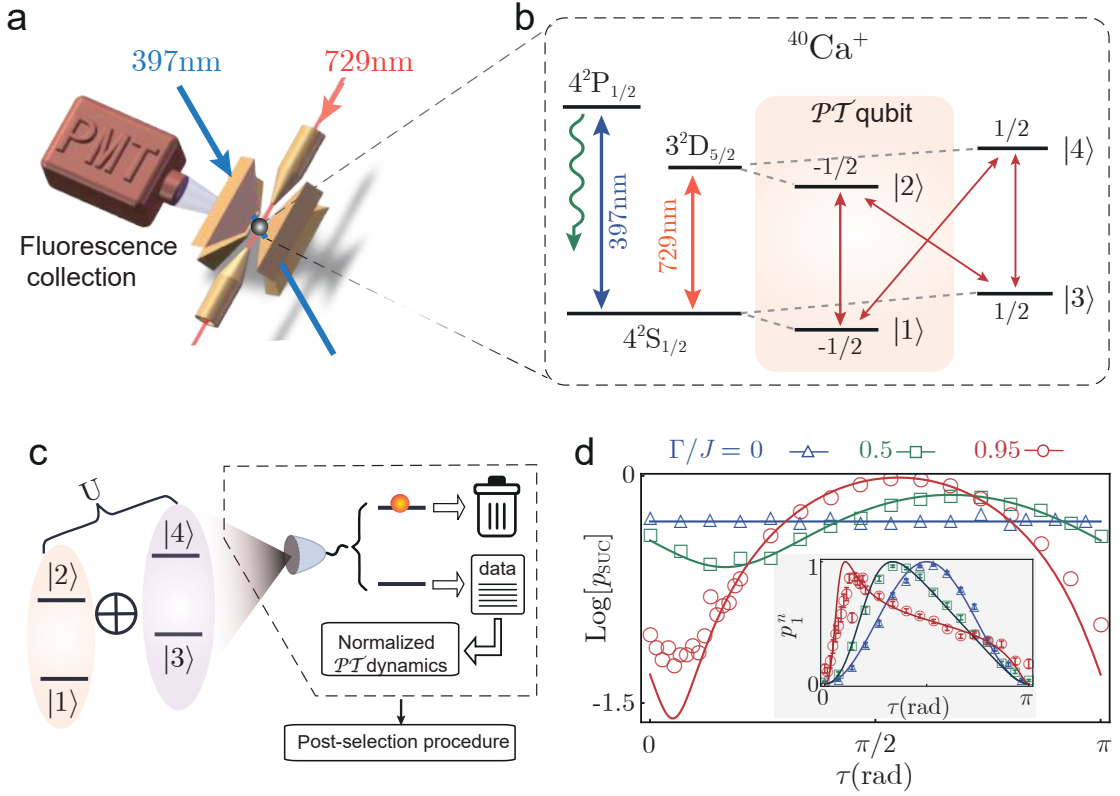 a
397nm
729nm
PMT
Fluorescence
collection
b
⁴⁰Ca⁺
4²P₁/₂
3²D₅/₂
397nm
729nm
4²S₁/₂
𝒫𝒯 qubit
-1/2
|2⟩
1/2
|4⟩
-1/2
|1⟩
1/2
|3⟩
c
U
|2⟩
|1⟩
|4⟩
|3⟩
data
Normalized
𝒫𝒯 dynamics
Post-selection procedure
d
Γ/J = 0
0.5
0.95
Log[p_SUC]
0
-1.5
0
π/2
π
τ(rad)
p₁ⁿ
1
0
0
π
τ(rad)